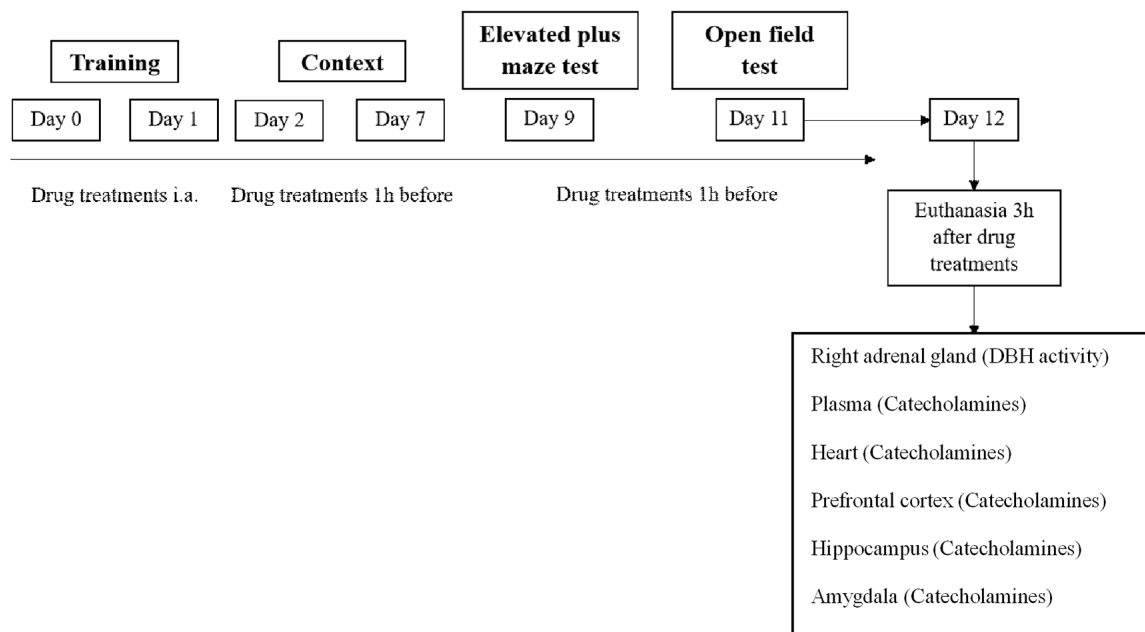 Training
Context
Elevated plus
maze test
Open field
test
Day 0
Day 1
Day 2
Day 7
Day 9
Day 11
Day 12
Drug treatments i.a.
Drug treatments 1h before
Drug treatments 1h before
Euthanasia 3h
after drug
treatments
Right adrenal gland (DBH activity)
Plasma (Catecholamines)
Heart (Catecholamines)
Prefrontal cortex (Catecholamines)
Hippocampus (Catecholamines)
Amygdala (Catecholamines)